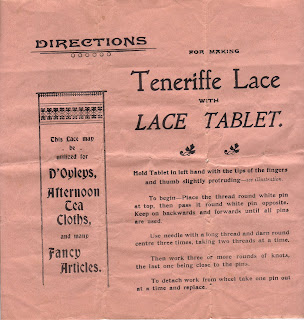 DIRECTIONS
FOR MAKING
Teneriffe Lace
WITH
LACE TABLET.
This Lace may
be
utilised for
D'Oyleys,
Afternoon
Tea
Cloths,
and many
Fancy
Articles.
Hold Tablet in left hand with the tips of the fingers
and thumb slightly protruding—see illustration.
To begin—Place the thread round white pin
at top, then pass it round white pin opposite.
Keep on backwards and forwards until all pins
are used.
Use needle with a long thread and darn round
centre three times, taking two threads at a time.
Then work three or more rounds of knots,
the last one being close to the pins.
To detach work from wheel take one pin out
at a time and replace.